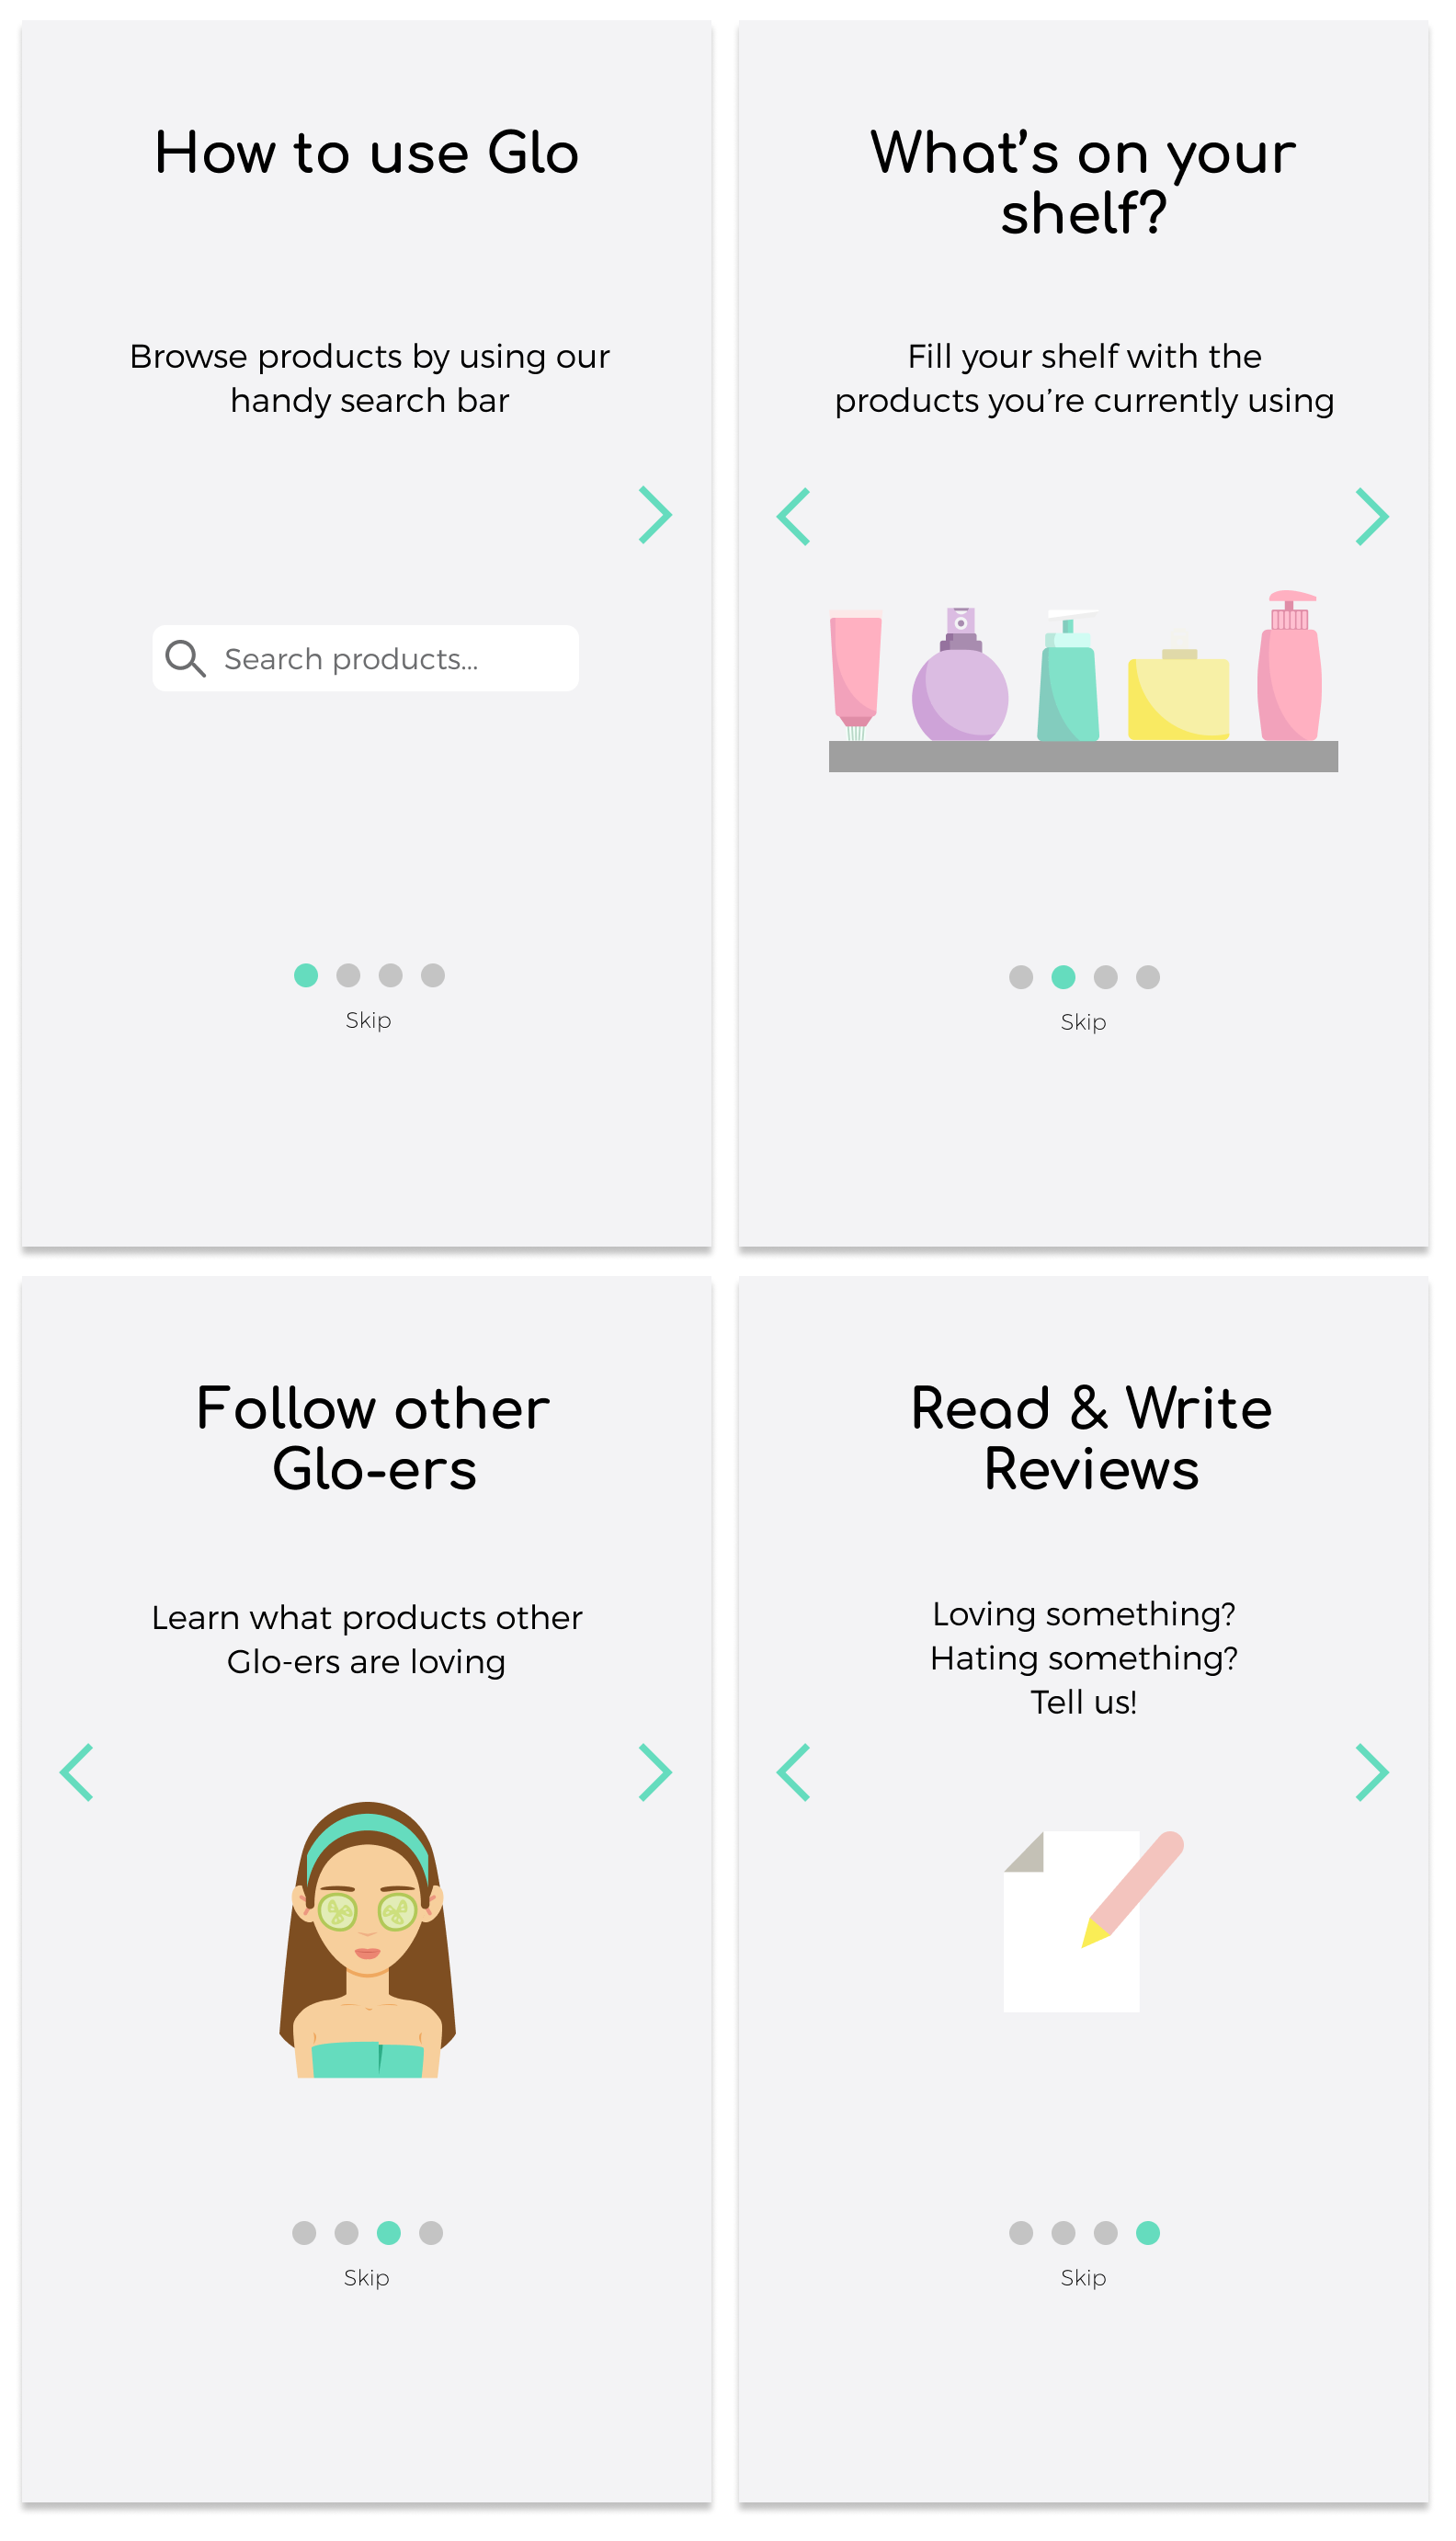 How to use Glo
Browse products by using our
handy search bar
Search products...
Skip
What’s on your
shelf?
Fill your shelf with the
products you’re currently using
Skip
Follow other
Glo-ers
Learn what products other
Glo-ers are loving
Skip
Read & Write
Reviews
Loving something?
Hating something?
Tell us!
Skip